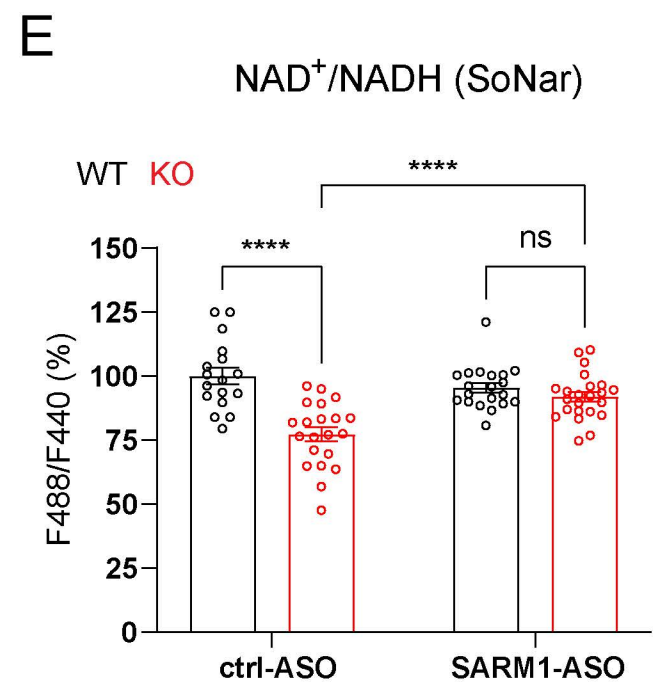 E
NAD⁺/NADH (SoNar)
WT KO
****
****
ns
F488/F440 (%)
150
125
100
75
50
25
0
ctrl-ASO SARM1-ASO